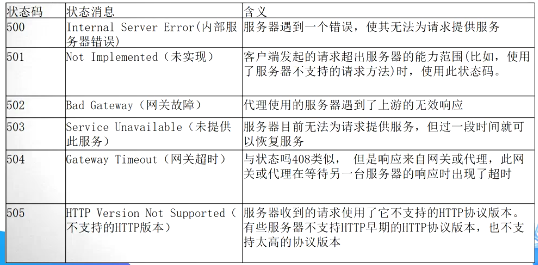 状态码 状态消息 含义
500 Internal Server Error(内部服 服务器遇到一个错误，使其无法为请求提供服务
务器错误)
501 Not Implemented（未实现） 客户端发起的请求超出服务器的能力范围(比如，使用
了服务器不支持的请求方法)时，使用此状态码。
502 Bad Gateway（网关故障） 代理使用的服务器遇到了上游的无效响应
503 Service Unavailable（未提供 服务器目前无法为请求提供服务，但过一段时间就可
此服务） 以恢复服务
504 Gateway Timeout（网关超时） 与状态吗408类似， 但是响应来自网关或代理，此网
关或代理在等待另一台服务器的响应时出现了超时
505 HTTP Version Not Supported（ 服务器收到的请求使用了它不支持的HTTP协议版本。
不支持的HTTP版本） 有些服务器不支持HTTP早期的HTTP协议版本，也不支
持太高的协议版本